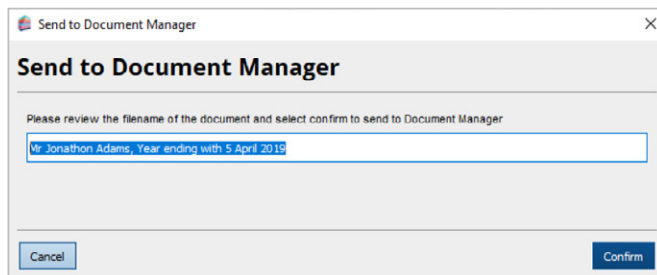 Send to Document Manager
Send to Document Manager
Please review the filename of the document and select confirm to send to Document Manager
Mr Jonathon Adams, Year ending with 5 April 2019
Cancel
Confirm